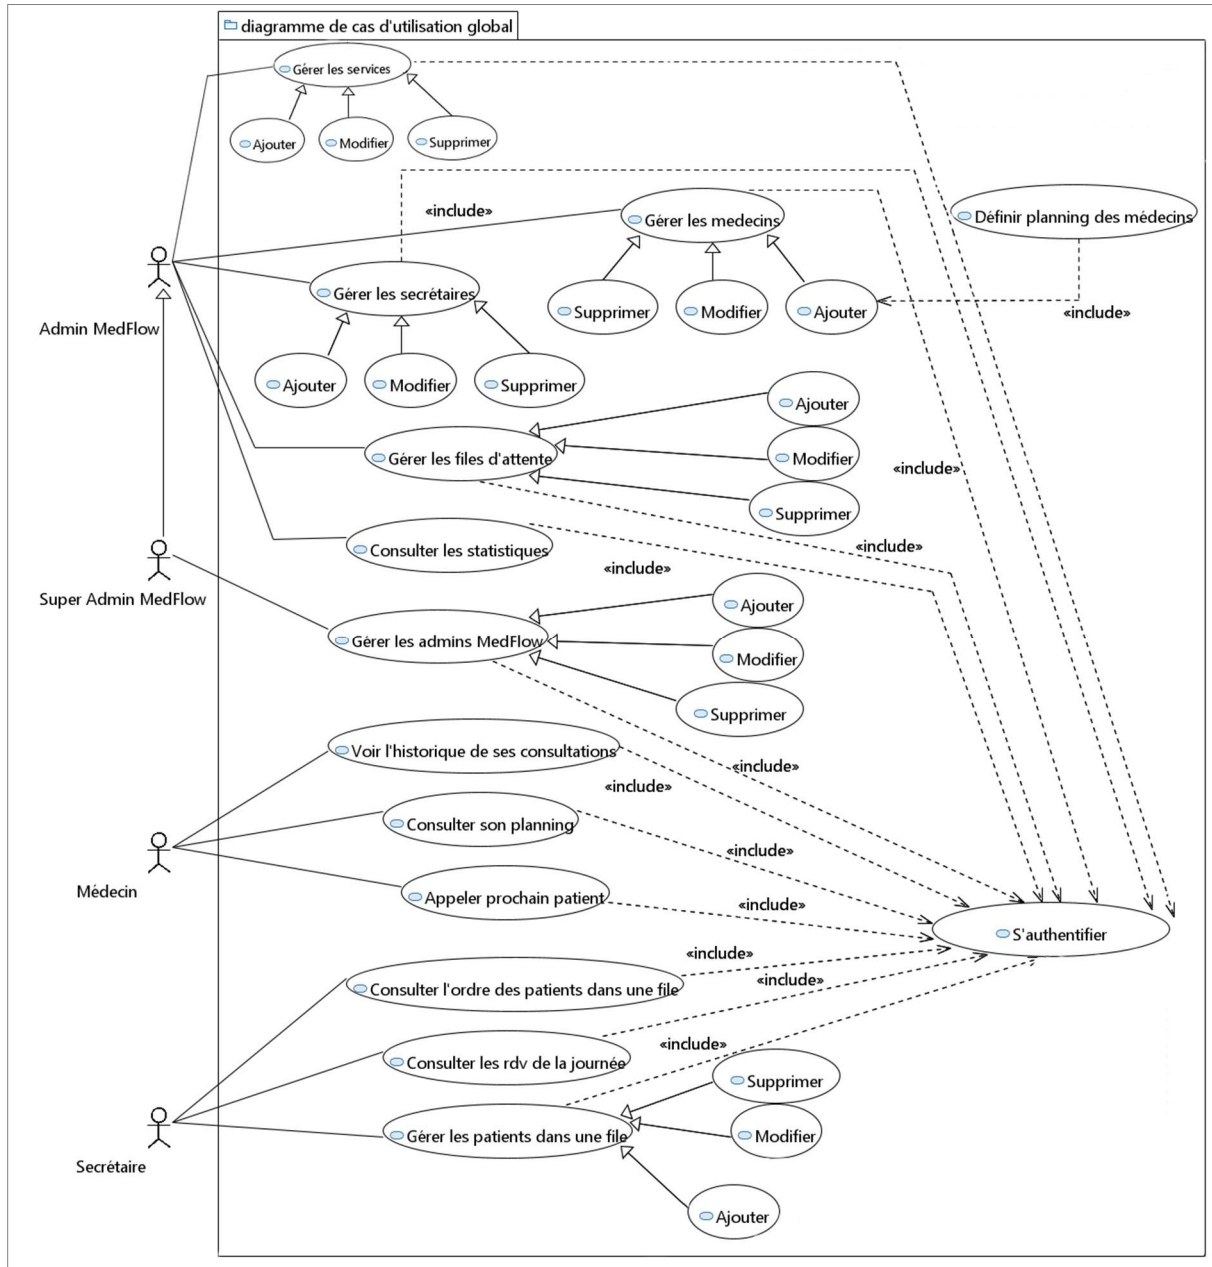 diagramme de cas d'utilisation global
Gérer les services
Ajouter
Modifier
Supprimer
«include»
Gérer les medecins
Définir planning des médecins
Gérer les secrétaires
Supprimer
Modifier
Ajouter
«include»
Admin MedFlow
Ajouter
Modifier
Supprimer
Ajouter
Gérer les files d'attente
Modifier
«include»
Supprimer
Consulter les statistiques
«include»
«include»
Super Admin MedFlow
Ajouter
Gérer les admins MedFlow
Modifier
Supprimer
Voir l'historique de ses consultations
«include»
«include»
Consulter son planning
«include»
Médecin
Appeler prochain patient
«include»
S'authentifier
«include»
Consulter l'ordre des patients dans une file
«include»
«include»
Consulter les rdv de la journée
Supprimer
Gérer les patients dans une file
Modifier
Secrétaire
Ajouter